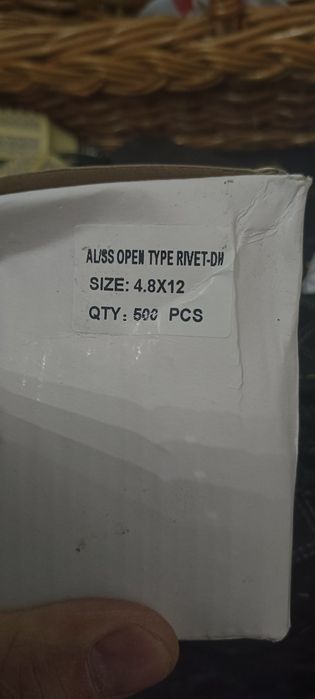 AL/SS OPEN TYPE RIVET-DH
SIZE: 4.8X12
QTY: 500 PCS